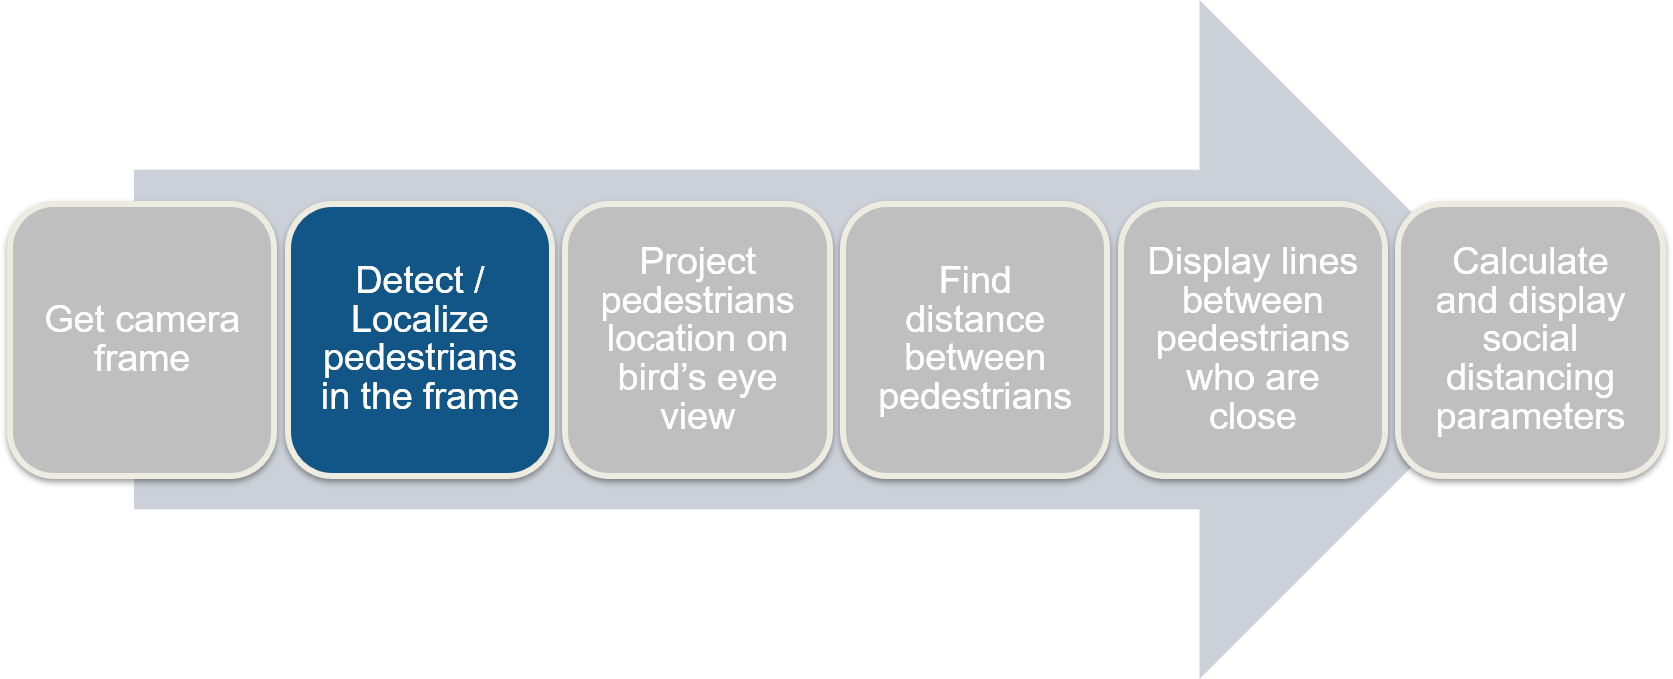 Get camera
frame
Detect /
Localize
pedestrians
in the frame
Project
pedestrians
location on
bird’s eye
view
Find
distance
between
pedestrians
Display lines
between
pedestrians
who are
close
Calculate
and display
social
distancing
parameters